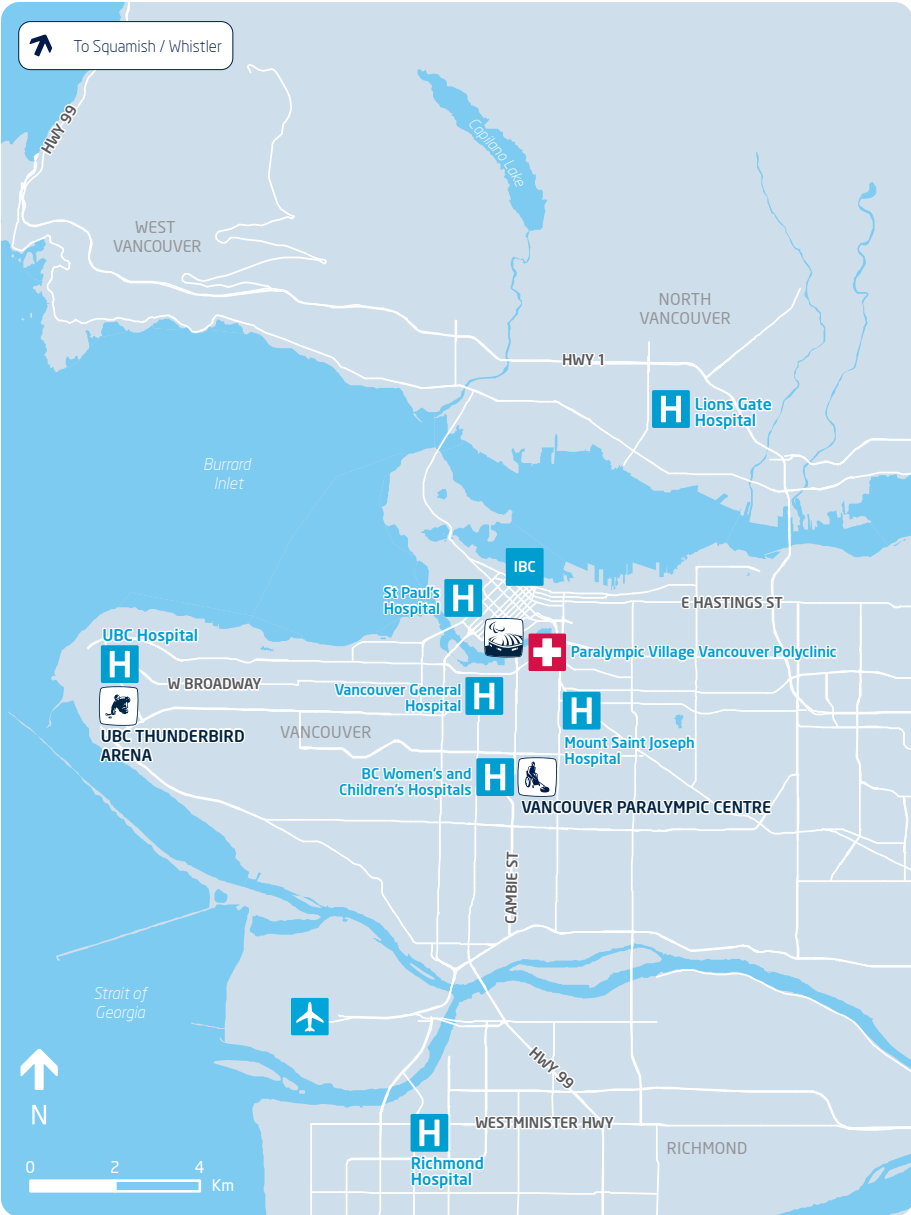 To Squamish / Whistler
HWY 99
Capilano Lake
WEST
VANCOUVER
NORTH
VANCOUVER
HWY 1
H
Lions Gate
Hospital
Burrard
Inlet
IBC
St Paul's
Hospital
H
E HASTINGS ST
UBC Hospital
H
Paralympic Village Vancouver Polyclinic
W BROADWAY
Vancouver General
Hospital
H
H
UBC THUNDERBIRD
ARENA
VANCOUVER
Mount Saint Joseph
Hospital
BC Women's and
Children's Hospitals
H
VANCOUVER PARALYMPIC CENTRE
CAMBIE ST
Strait of
Georgia
HWY 99
N
H
WESTMINISTER HWY
RICHMOND
Richmond
Hospital
0 2 4
Km